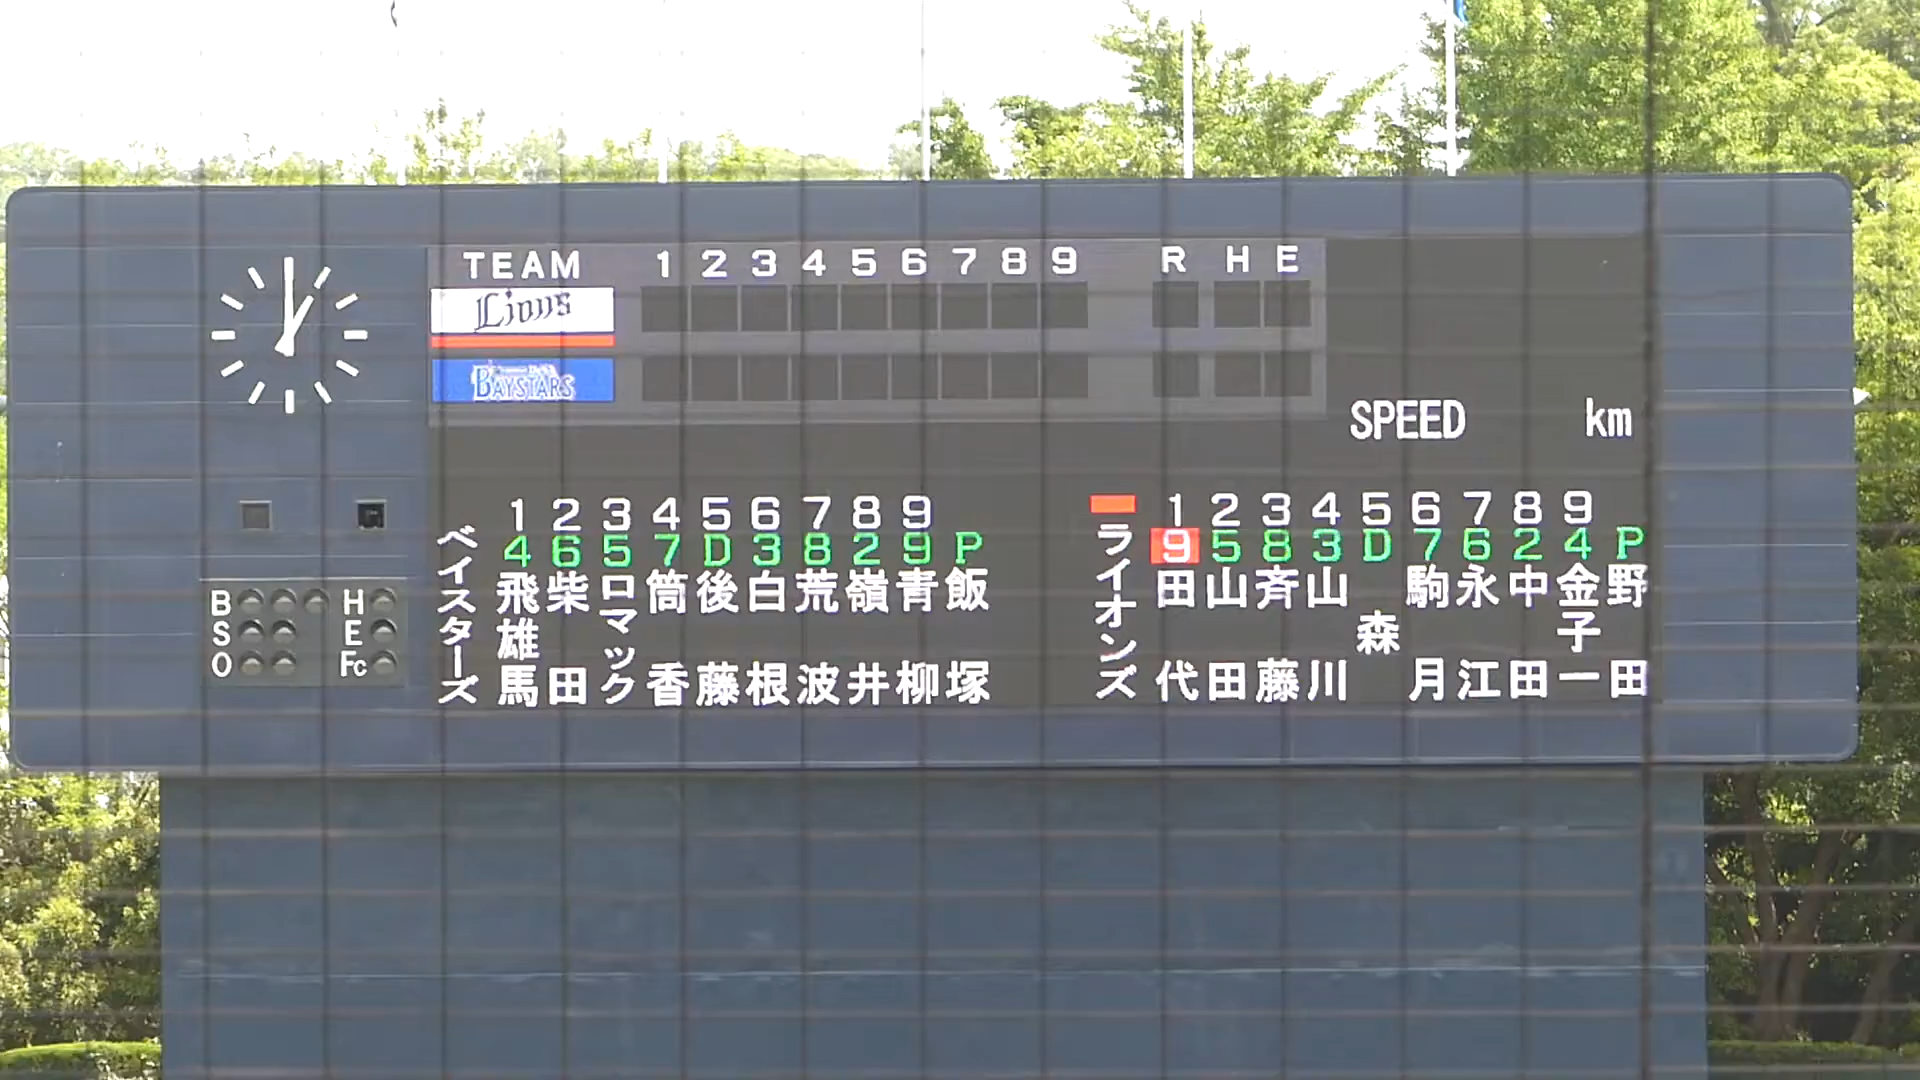 TEAM 1 2 3 4 5 6 7 8 9 R H E
Lions
BAYSTARS
SPEED km
B H
S E
O Fc
ベイスターズ
1 2 3 4 5 6 7 8 9
4 6 5 7 D 3 8 2 9 P
飛雄馬
柴田
ロマック
筒香
後藤
白根
荒波
嶺井
青柳
飯塚
ライオンズ
1 2 3 4 5 6 7 8 9
9 5 8 3 D 7 6 2 4 P
田代
山田
斉藤
山川
森
駒月
永江
中田
金子一
野田